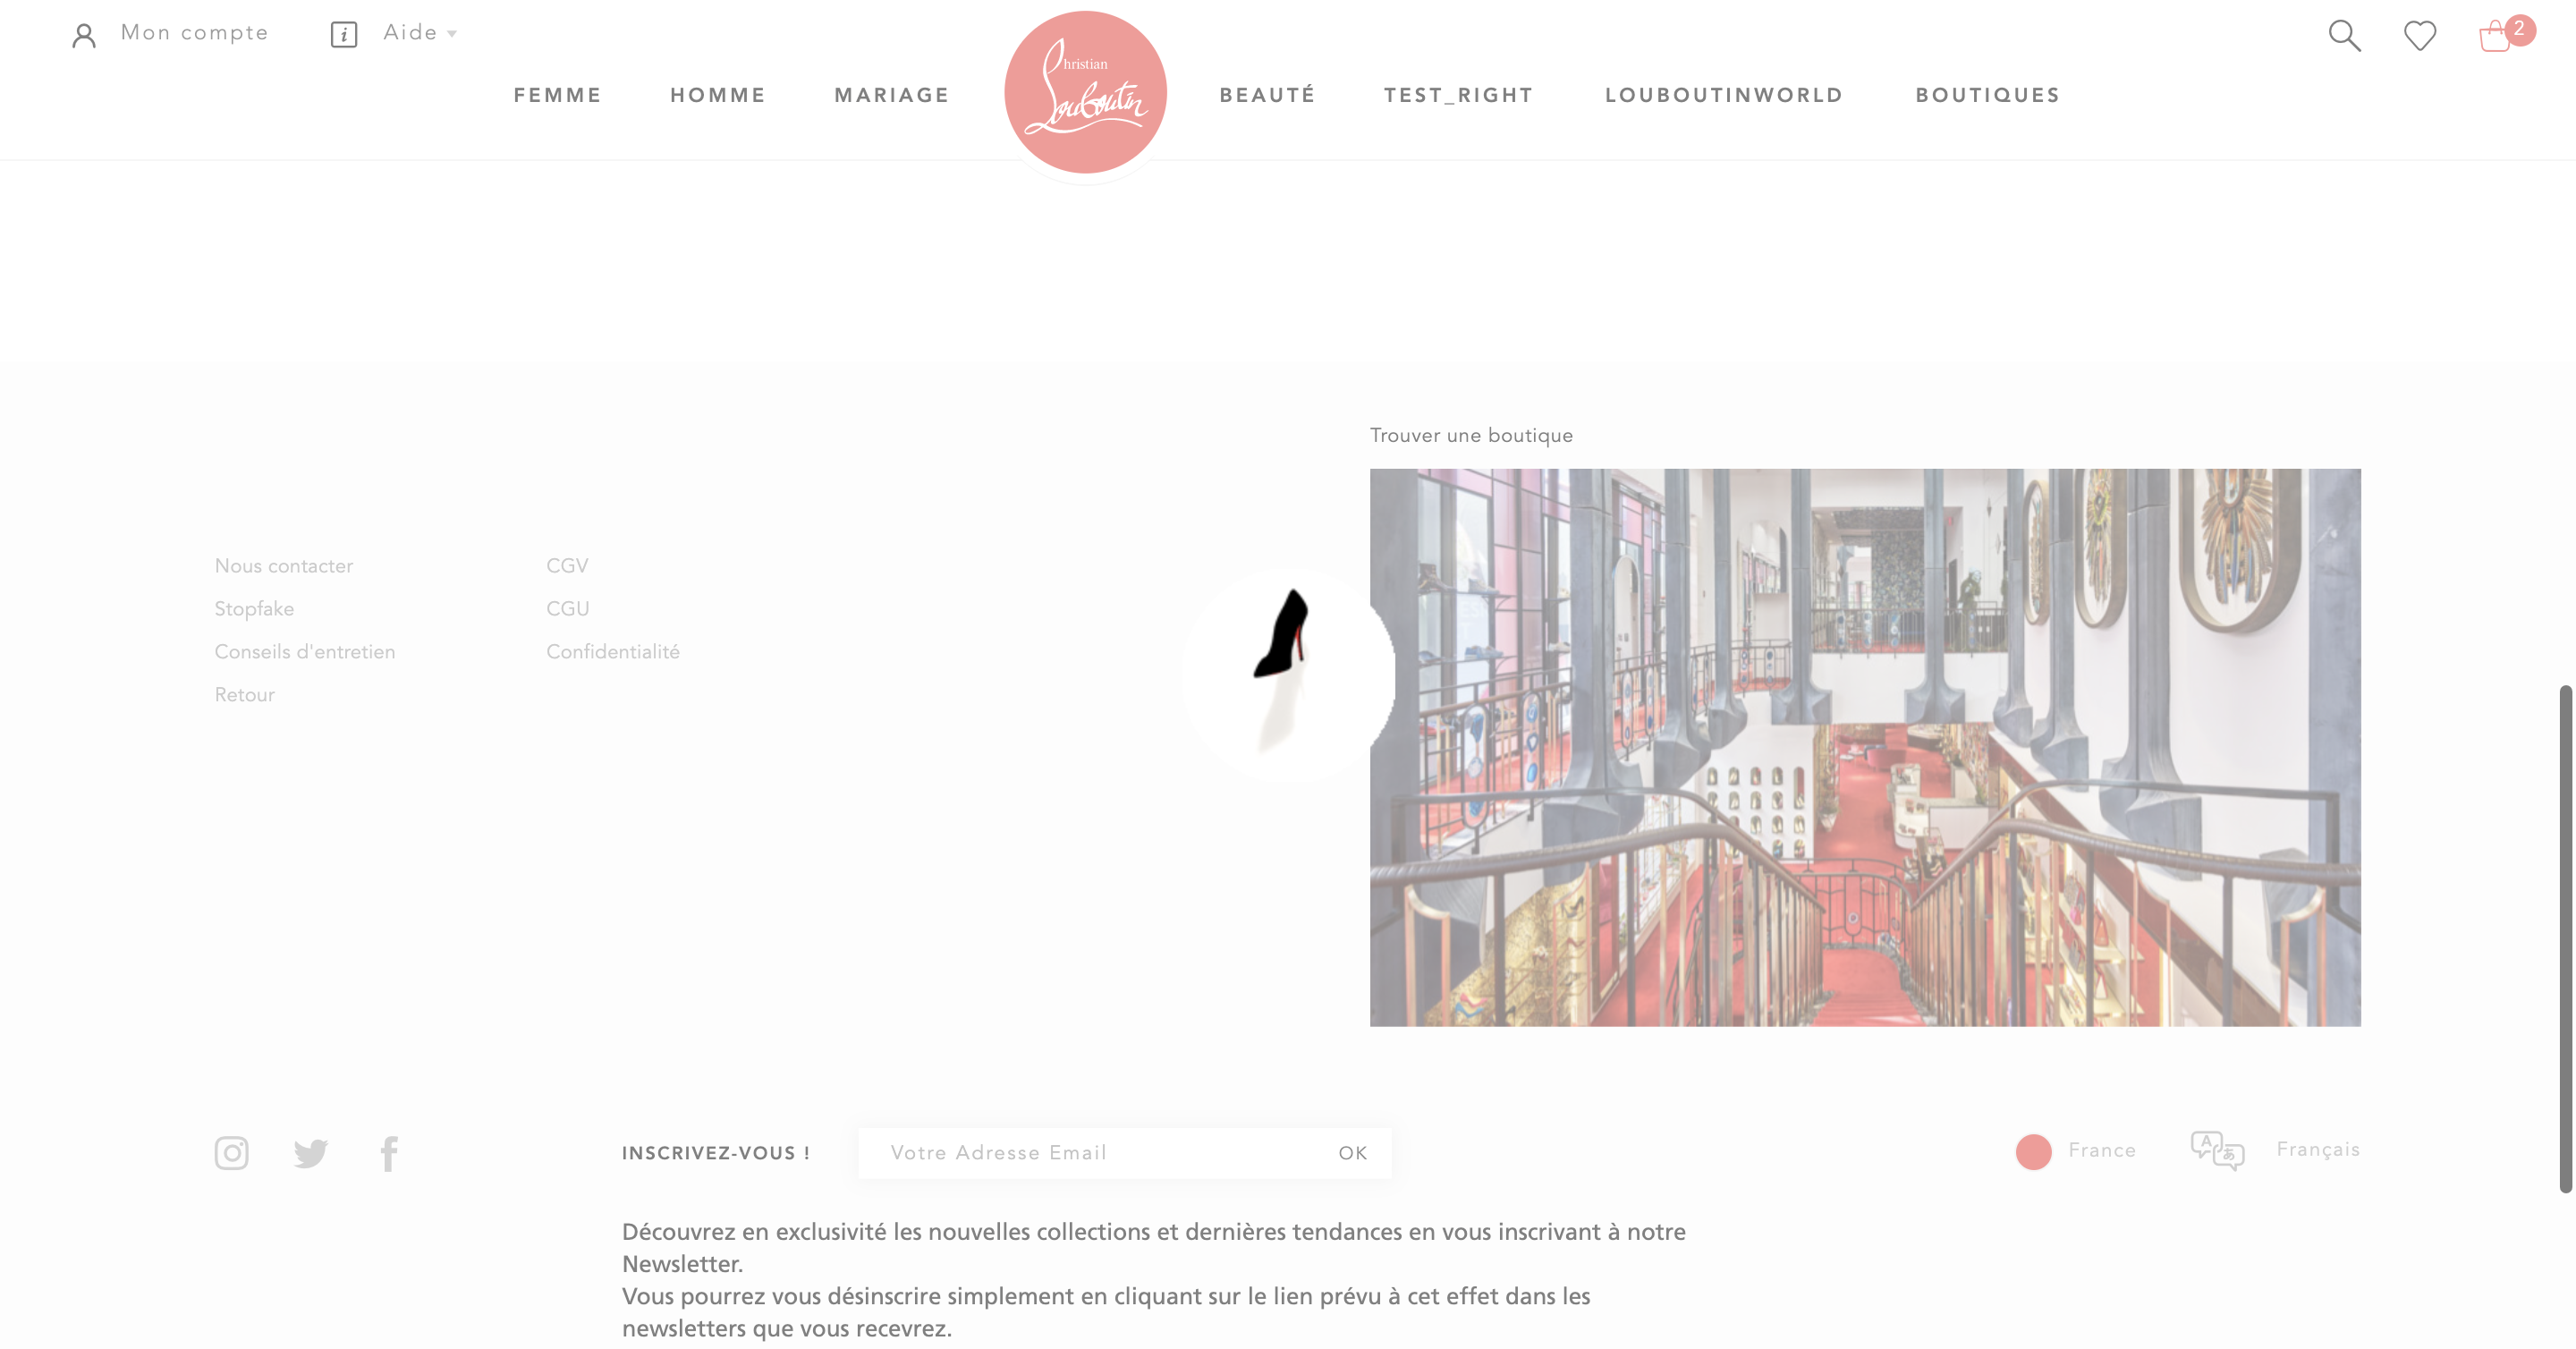 Mon compte
Aide
2
FEMME
HOMME
MARIAGE
Christian
Louboutin
BEAUTÉ
TEST_RIGHT
LOUBOUTINWORLD
BOUTIQUES
Trouver une boutique
Nous contacter
Stopfake
Conseils d'entretien
Retour
CGV
CGU
Confidentialité
INSCRIVEZ-VOUS !
Votre Adresse Email
OK
France
A
あ
Français
Découvrez en exclusivité les nouvelles collections et dernières tendances en vous inscrivant à notre
Newsletter.
Vous pourrez vous désinscrire simplement en cliquant sur le lien prévu à cet effet dans les
newsletters que vous recevrez.